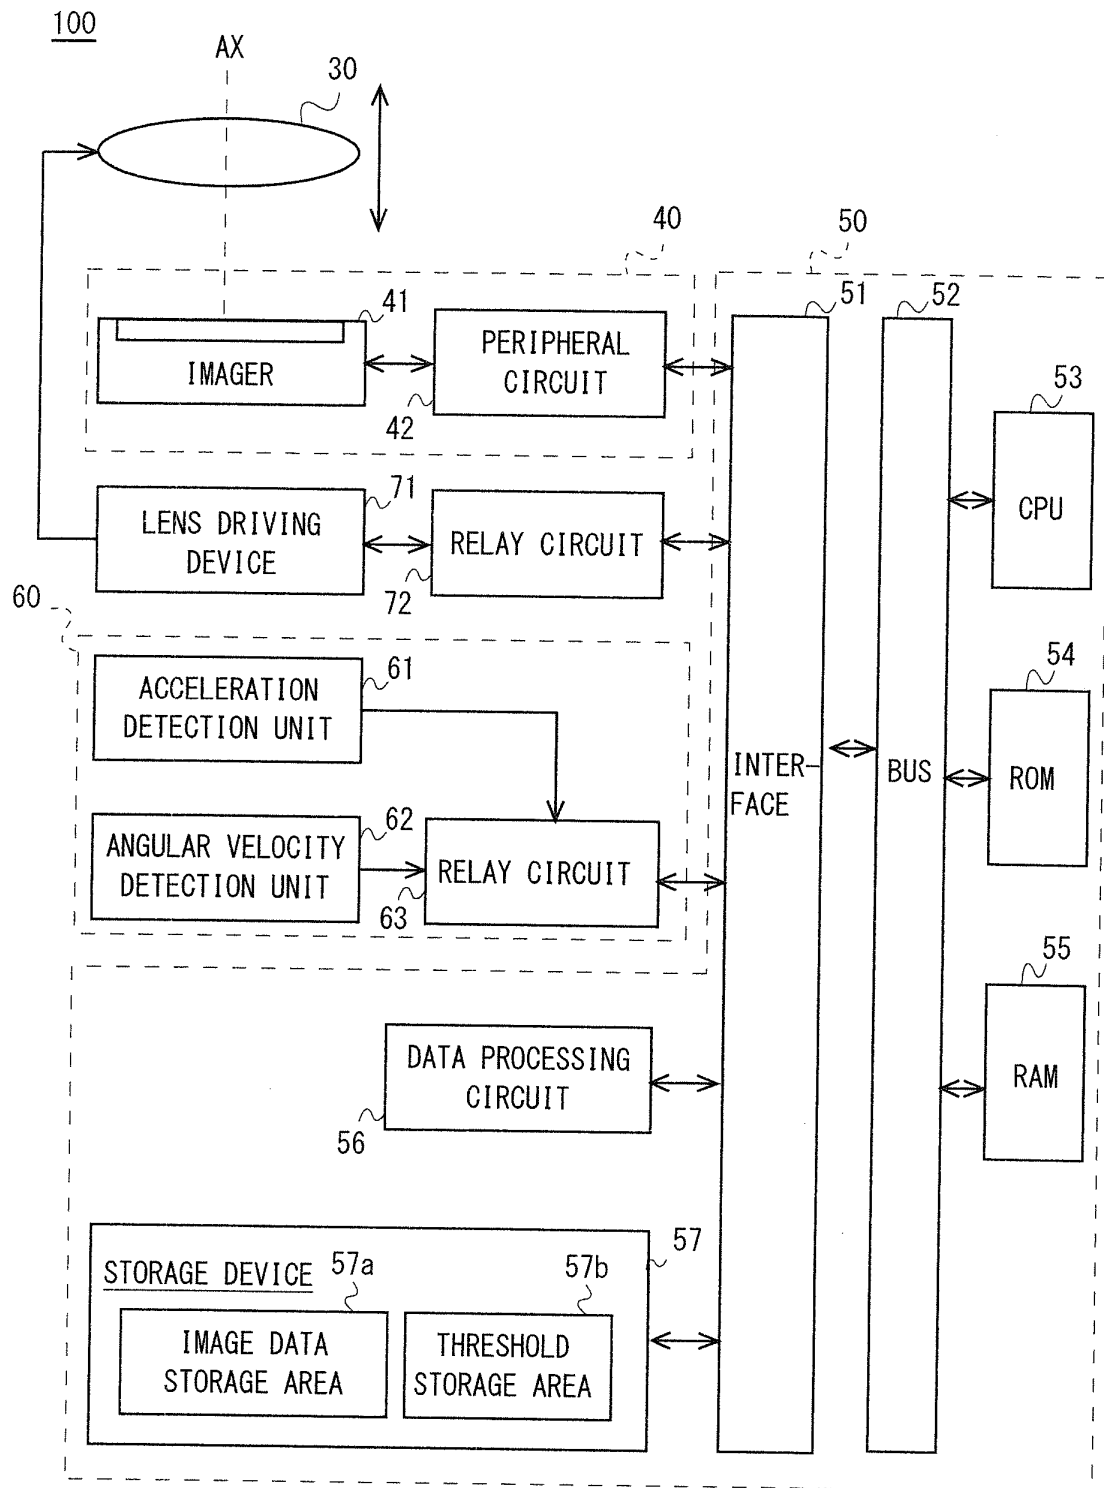 100
AX
30
40
50
41
51
52
IMAGER
PERIPHERAL
CIRCUIT
42
53
CPU
71
LENS DRIVING
DEVICE
RELAY CIRCUIT
72
60
61
ACCELERATION
DETECTION UNIT
54
ROM
INTER-
FACE
BUS
62
ANGULAR VELOCITY
DETECTION UNIT
RELAY CIRCUIT
63
55
RAM
DATA PROCESSING
CIRCUIT
56
57
STORAGE DEVICE
57a
57b
IMAGE DATA
STORAGE AREA
THRESHOLD
STORAGE AREA